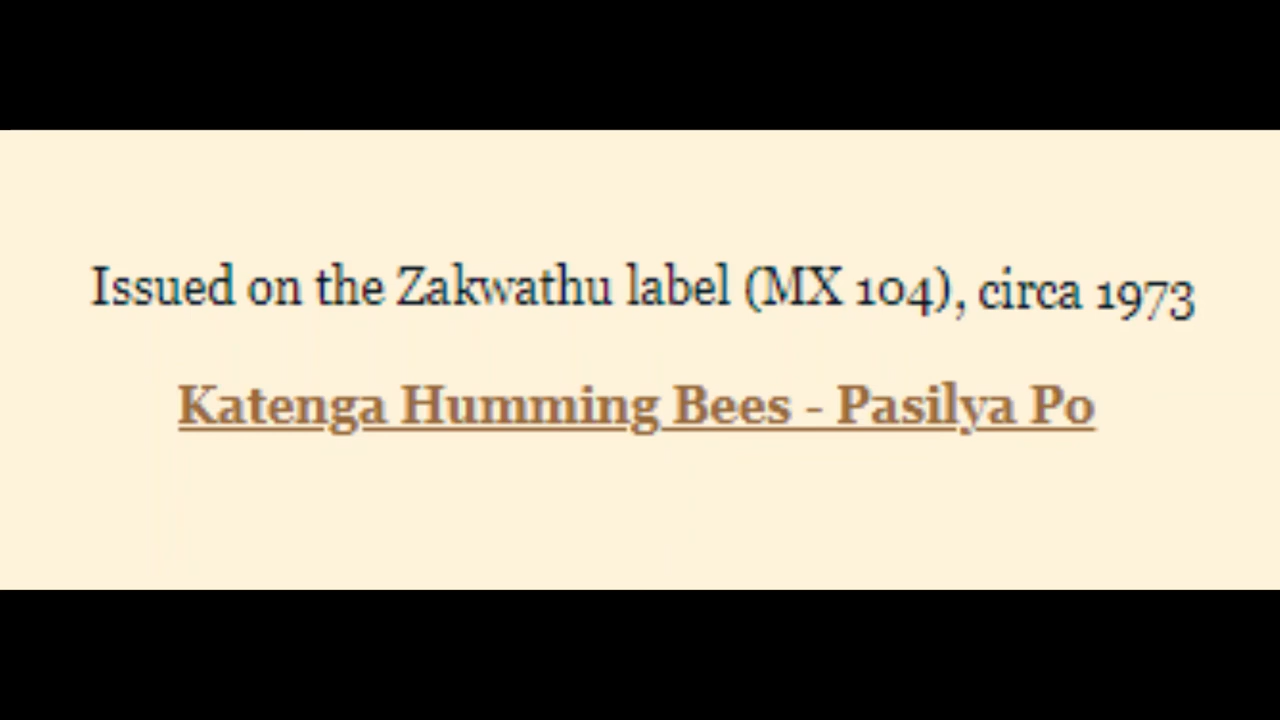 Issued on the Zakwathu label (MX 104), circa 1973
Katenga Humming Bees - Pasilya Po